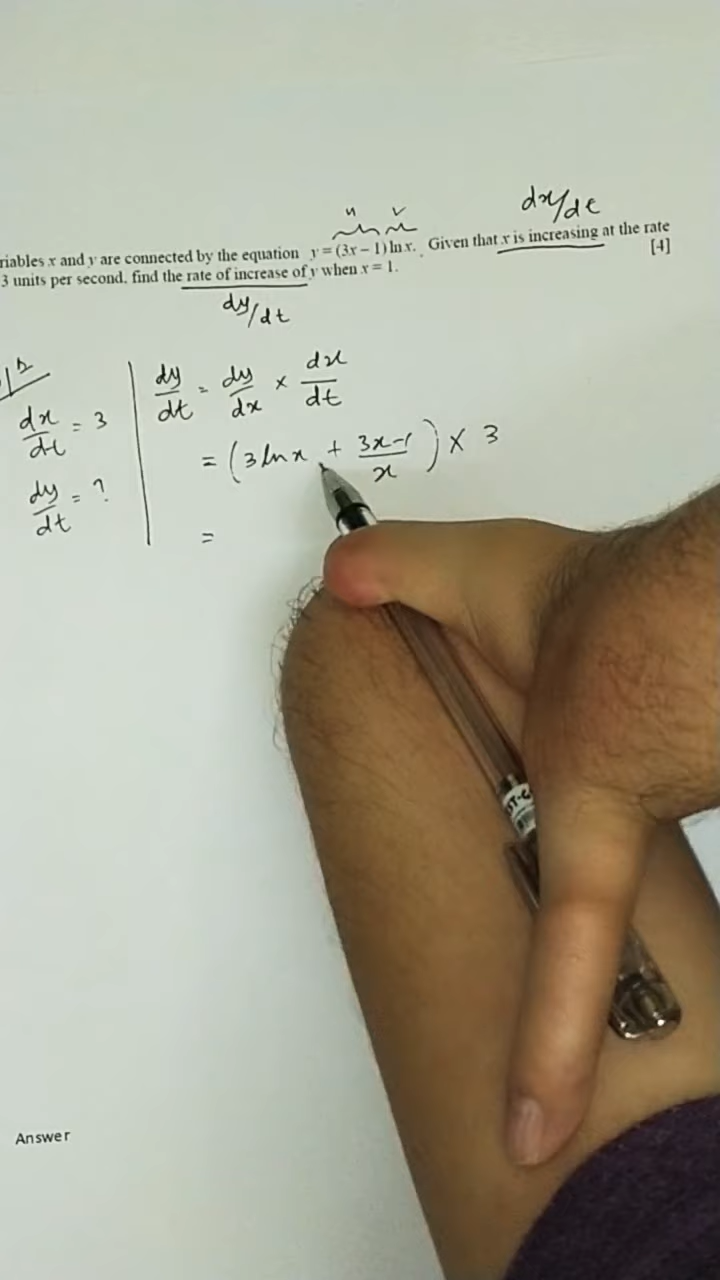 u v dx/dt
riables x and y are connected by the equation y = (3x − 1) ln x. Given that x is increasing at the rate
3 units per second, find the rate of increase of y when x = 1. [4]
dy/dt
dx/dt = 3
dy/dt = ?
dy/dt = dy/dx × dx/dt
= (3 ln x + 3x-1/x) × 3
=
Answer